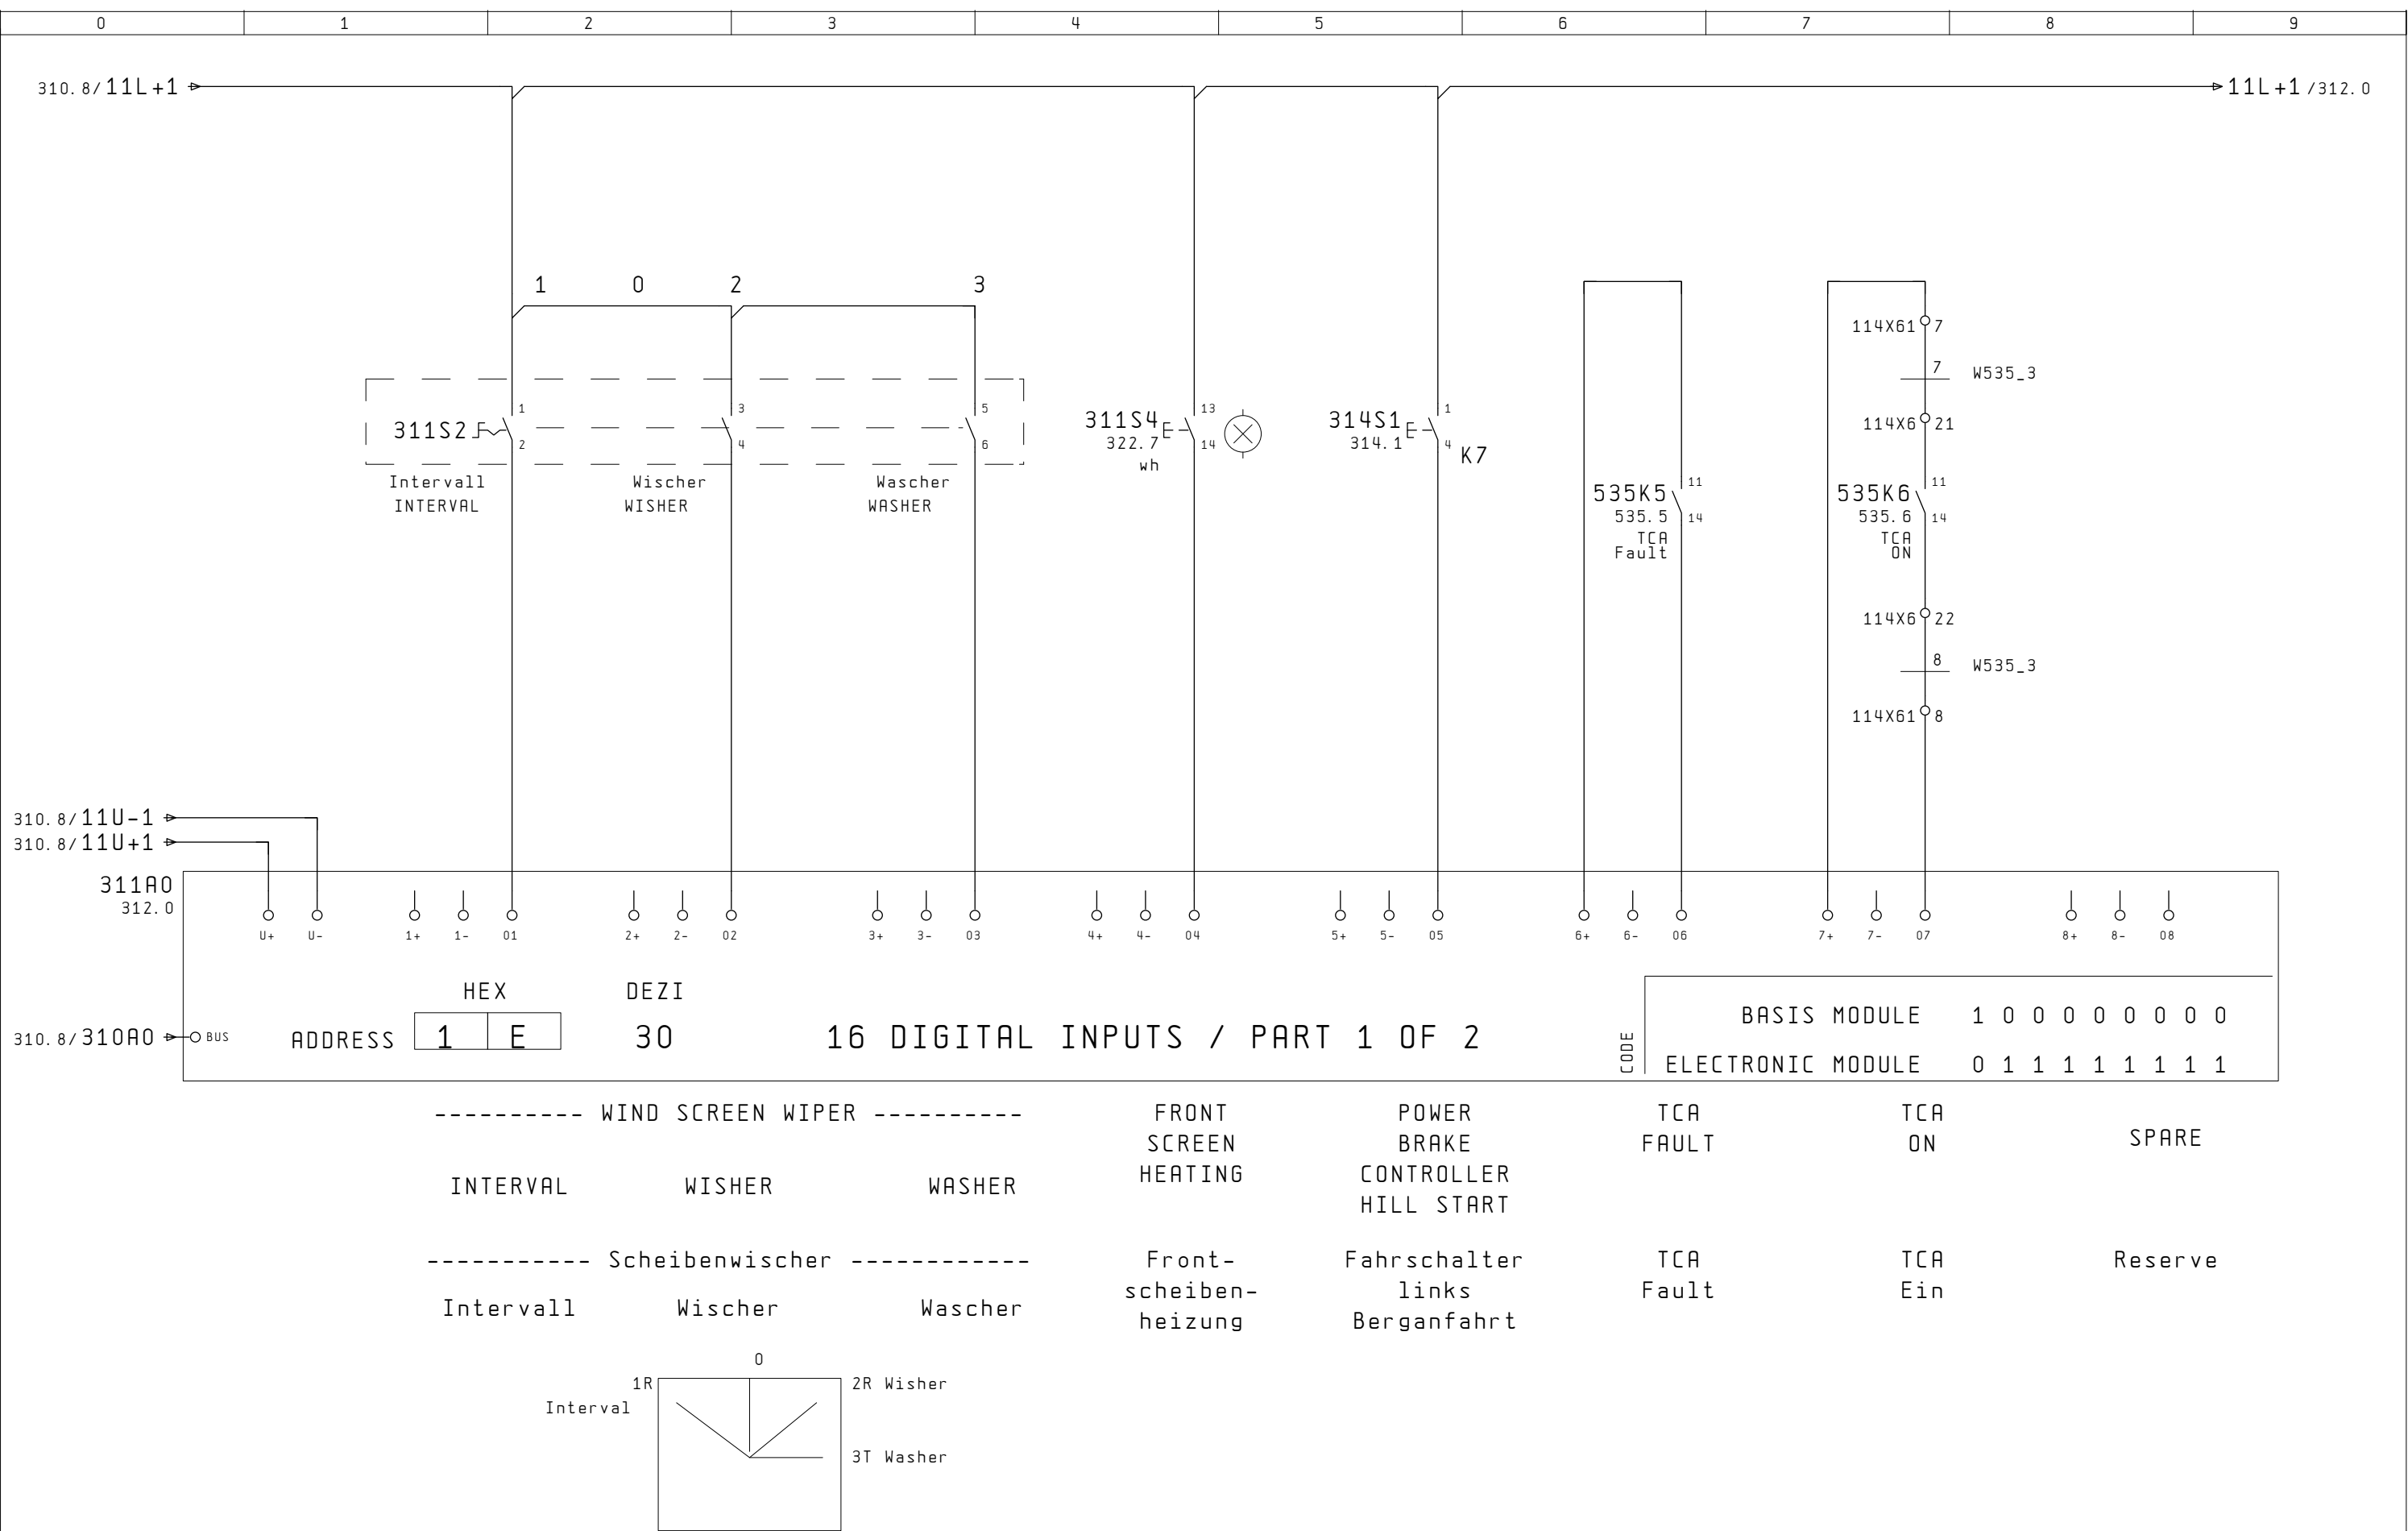 0 1 2 3 4 5 6 7 8 9
310.8/11L+1 11L+1/312.0
1 0 2 3
114X61 7
7 W535_3
1 3 5 13 1
311S2 311S4 314S1 114X6 21
322.7 314.1
2 4 6 14 4
wh K7
Intervall Wischer Wascher
INTERVAL WISHER WASHER
11 11
535K5 535K6
535.5 14 535.6 14
TCA TCA
Fault ON
114X6 22
8 W535_3
114X61 8
310.8/11U-1
310.8/11U+1
311A0
312.0
U+ U- 1+ 1- 01 2+ 2- 02 3+ 3- 03 4+ 4- 04 5+ 5- 05 6+ 6- 06 7+ 7- 07 8+ 8- 08
HEX DEZI
BASIS MODULE 1 0 0 0 0 0 0 0 0
310.8/310A0 BUS ADDRESS 1 E 30 16 DIGITAL INPUTS / PART 1 OF 2
CODE
ELECTRONIC MODULE 0 1 1 1 1 1 1 1 1
---------- WIND SCREEN WIPER ---------- FRONT POWER TCA TCA
SCREEN BRAKE FAULT ON SPARE
HEATING CONTROLLER
INTERVAL WISHER WASHER
HILL START
----------- Scheibenwischer ------------ Front- Fahrschalter TCA TCA Reserve
scheiben- links Fault Ein
Intervall Wischer Wascher
heizung Berganfahrt
0
1R 2R Wisher
Interval
3T Washer